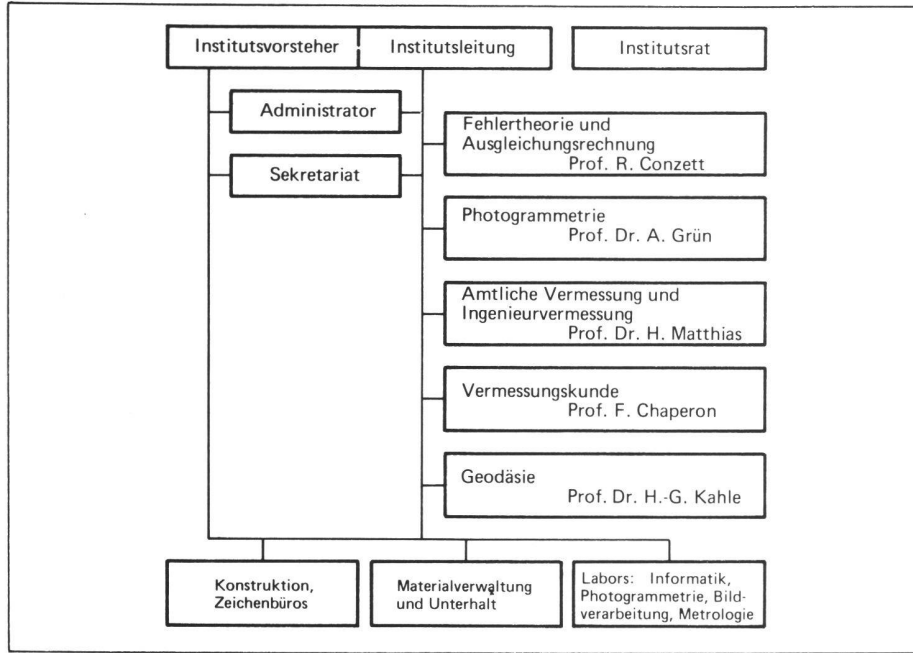 Institutsvorsteher
Institutsleitung
Institutsrat
Administrator
Sekretariat
Fehlertheorie und
Ausgleichungsrechnung
Prof. R. Conzett
Photogrammetrie
Prof. Dr. A. Grün
Amtliche Vermessung und
Ingenieurvermessung
Prof. Dr. H. Matthias
Vermessungskunde
Prof. F. Chaperon
Geodäsie
Prof. Dr. H.-G. Kahle
Konstruktion,
Zeichenbüros
Materialverwaltung
und Unterhalt
Labors: Informatik,
Photogrammetrie, Bild-
verarbeitung, Metrologie